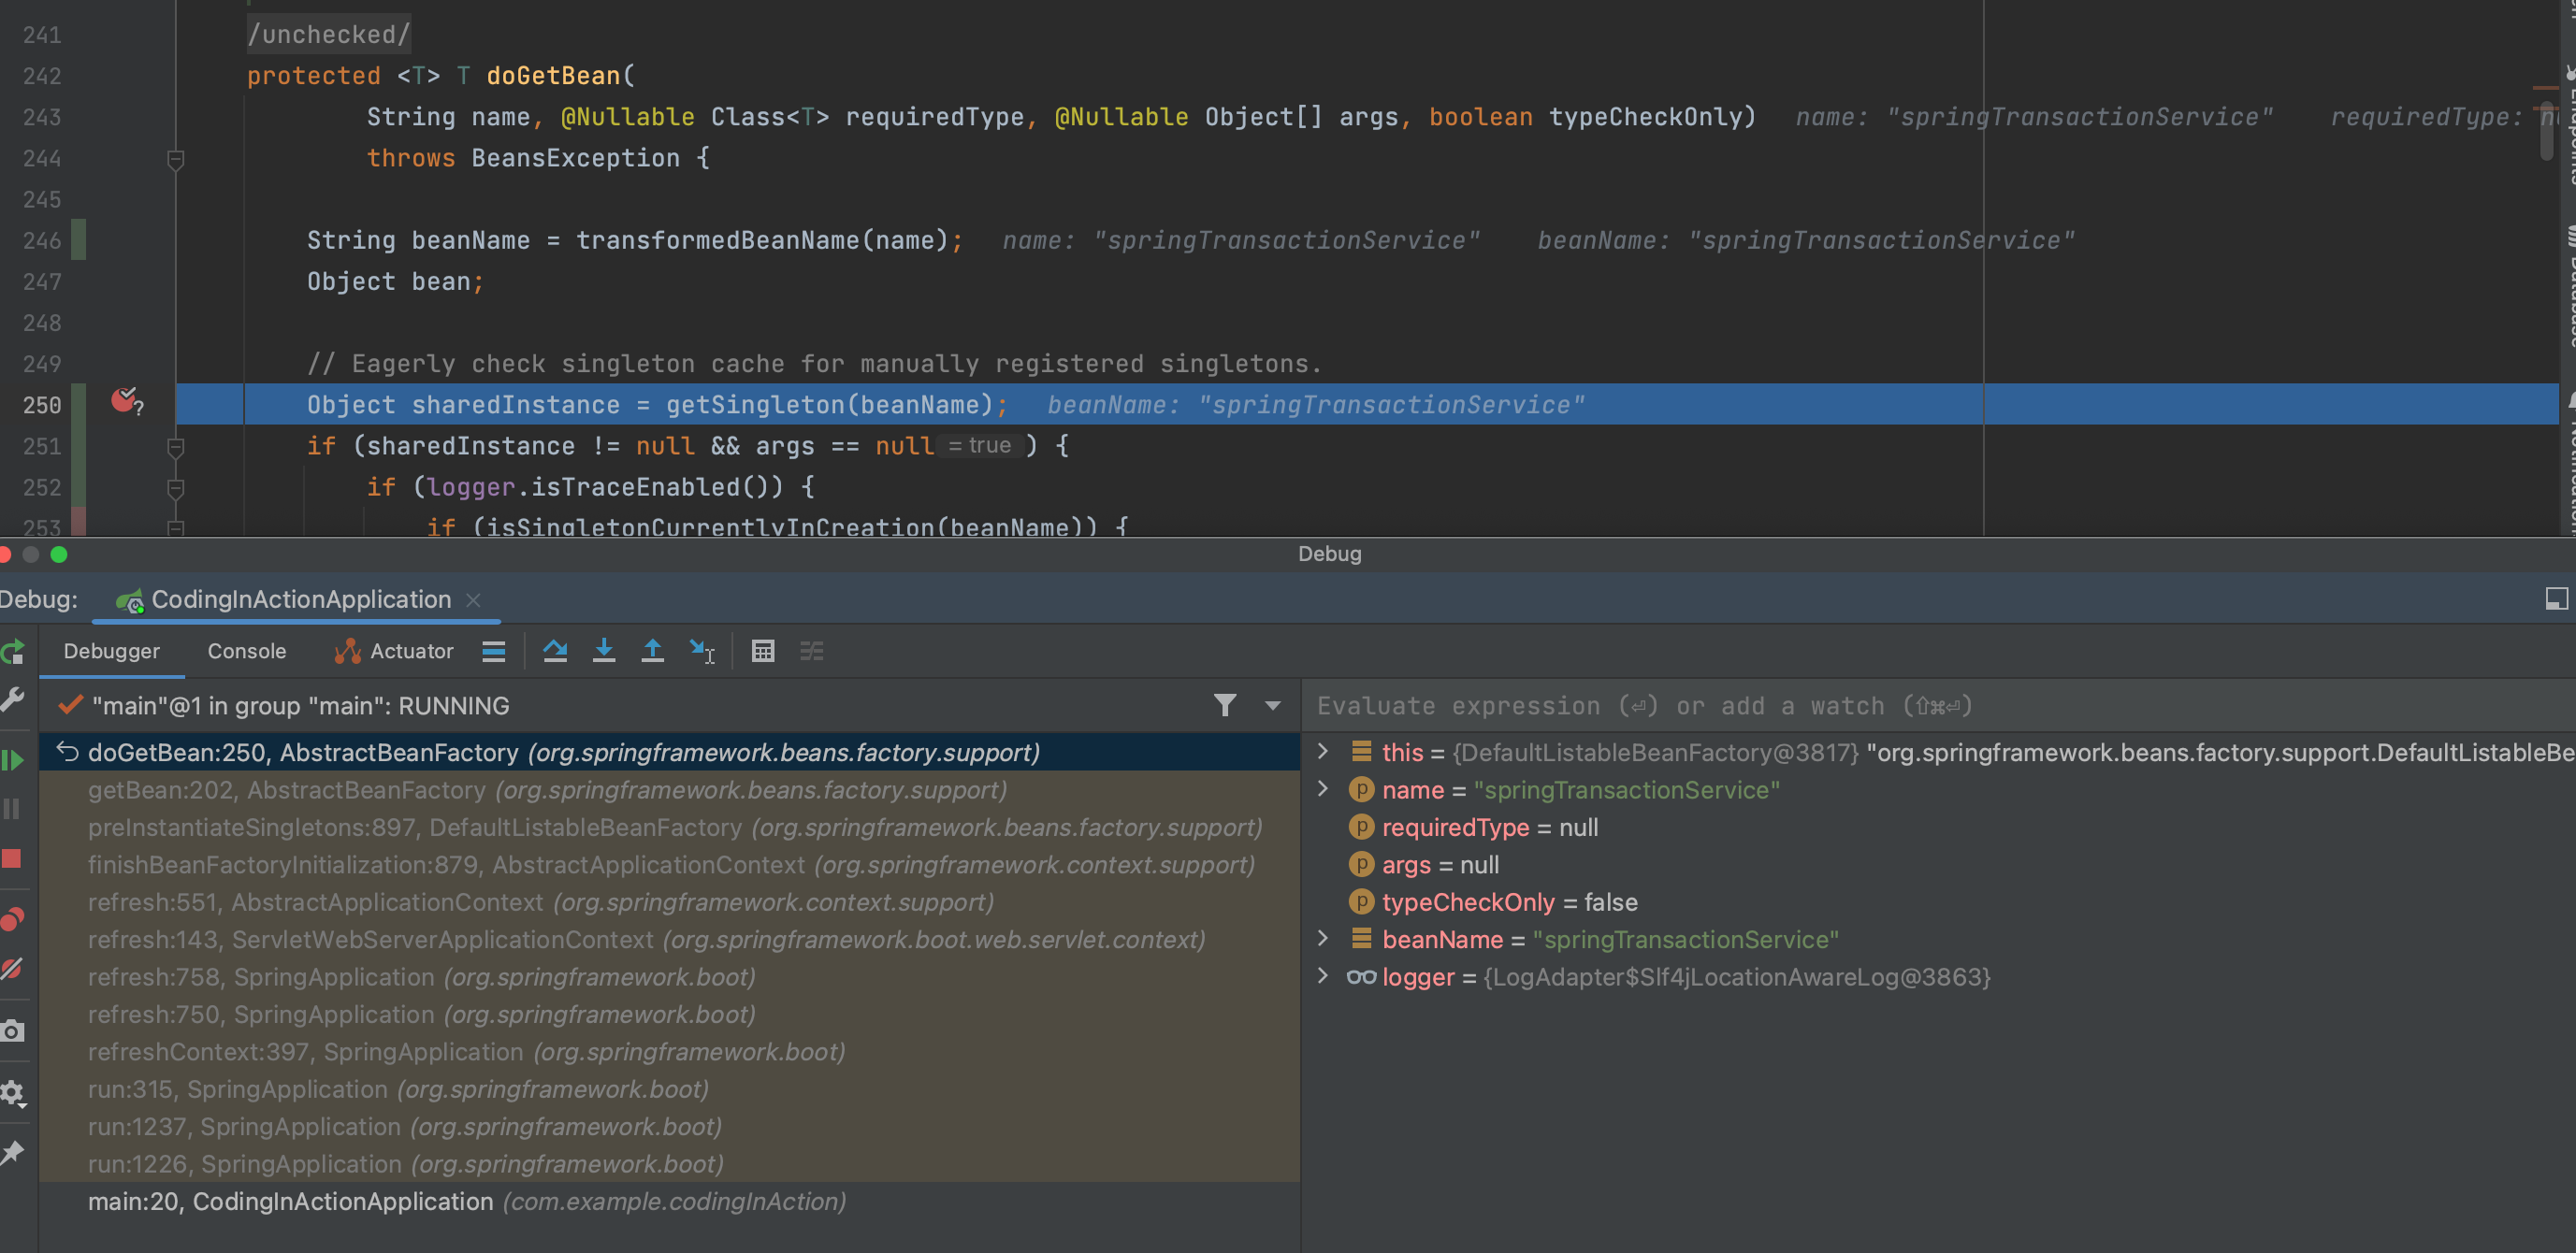 241 /unchecked/
242 protected <T> T doGetBean(
243 String name, @Nullable Class<T> requiredType, @Nullable Object[] args, boolean typeCheckOnly) name: "springTransactionService" requiredType:
244 throws BeansException {
245
246 String beanName = transformedBeanName(name); name: "springTransactionService" beanName: "springTransactionService"
247 Object bean;
248
249 // Eagerly check singleton cache for manually registered singletons.
250 Object sharedInstance = getSingleton(beanName); beanName: "springTransactionService"
251 if (sharedInstance != null && args == null = true ) {
252 if (logger.isTraceEnabled()) {
253 if (isSingletonCurrentlyInCreation(beanName)) {
Endpoints
Database
Notifications
Debug
Debug: CodingInActionApplication
Debugger Console Actuator
"main"@1 in group "main": RUNNING
Evaluate expression (⏎) or add a watch (⇧⌘⏎)
doGetBean:250, AbstractBeanFactory (org.springframework.beans.factory.support)
getBean:202, AbstractBeanFactory (org.springframework.beans.factory.support)
preInstantiateSingletons:897, DefaultListableBeanFactory (org.springframework.beans.factory.support)
finishBeanFactoryInitialization:879, AbstractApplicationContext (org.springframework.context.support)
refresh:551, AbstractApplicationContext (org.springframework.context.support)
refresh:143, ServletWebServerApplicationContext (org.springframework.boot.web.servlet.context)
refresh:758, SpringApplication (org.springframework.boot)
refresh:750, SpringApplication (org.springframework.boot)
refreshContext:397, SpringApplication (org.springframework.boot)
run:315, SpringApplication (org.springframework.boot)
run:1237, SpringApplication (org.springframework.boot)
run:1226, SpringApplication (org.springframework.boot)
main:20, CodingInActionApplication (com.example.codingInAction)
this = {DefaultListableBeanFactory@3817} "org.springframework.beans.factory.support.DefaultListableBe
name = "springTransactionService"
requiredType = null
args = null
typeCheckOnly = false
beanName = "springTransactionService"
logger = {LogAdapter$Slf4jLocationAwareLog@3863}